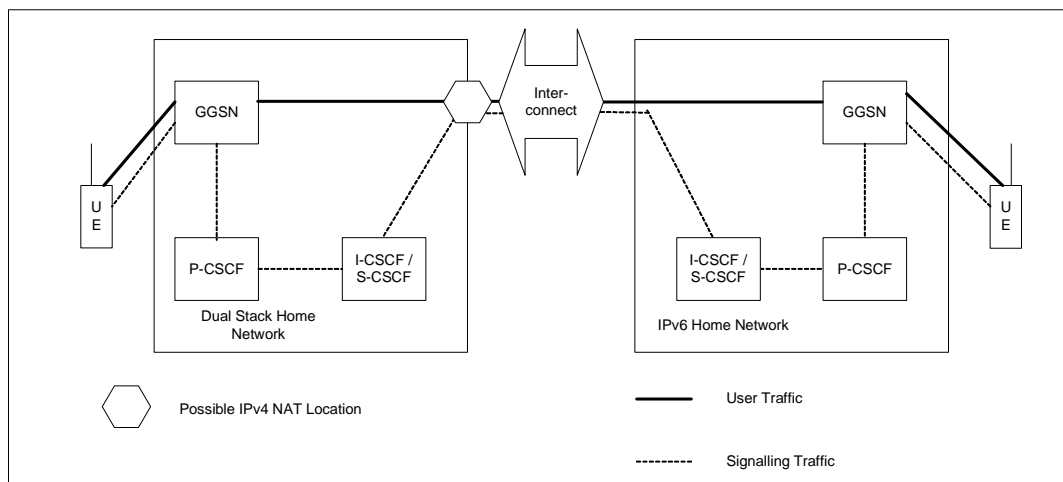 GGSN
Inter-
connect
GGSN
U
E
U
E
P-CSCF
I-CSCF /
S-CSCF
I-CSCF /
S-CSCF
P-CSCF
Dual Stack Home
Network
IPv6 Home Network
Possible IPv4 NAT Location
User Traffic
Signalling Traffic